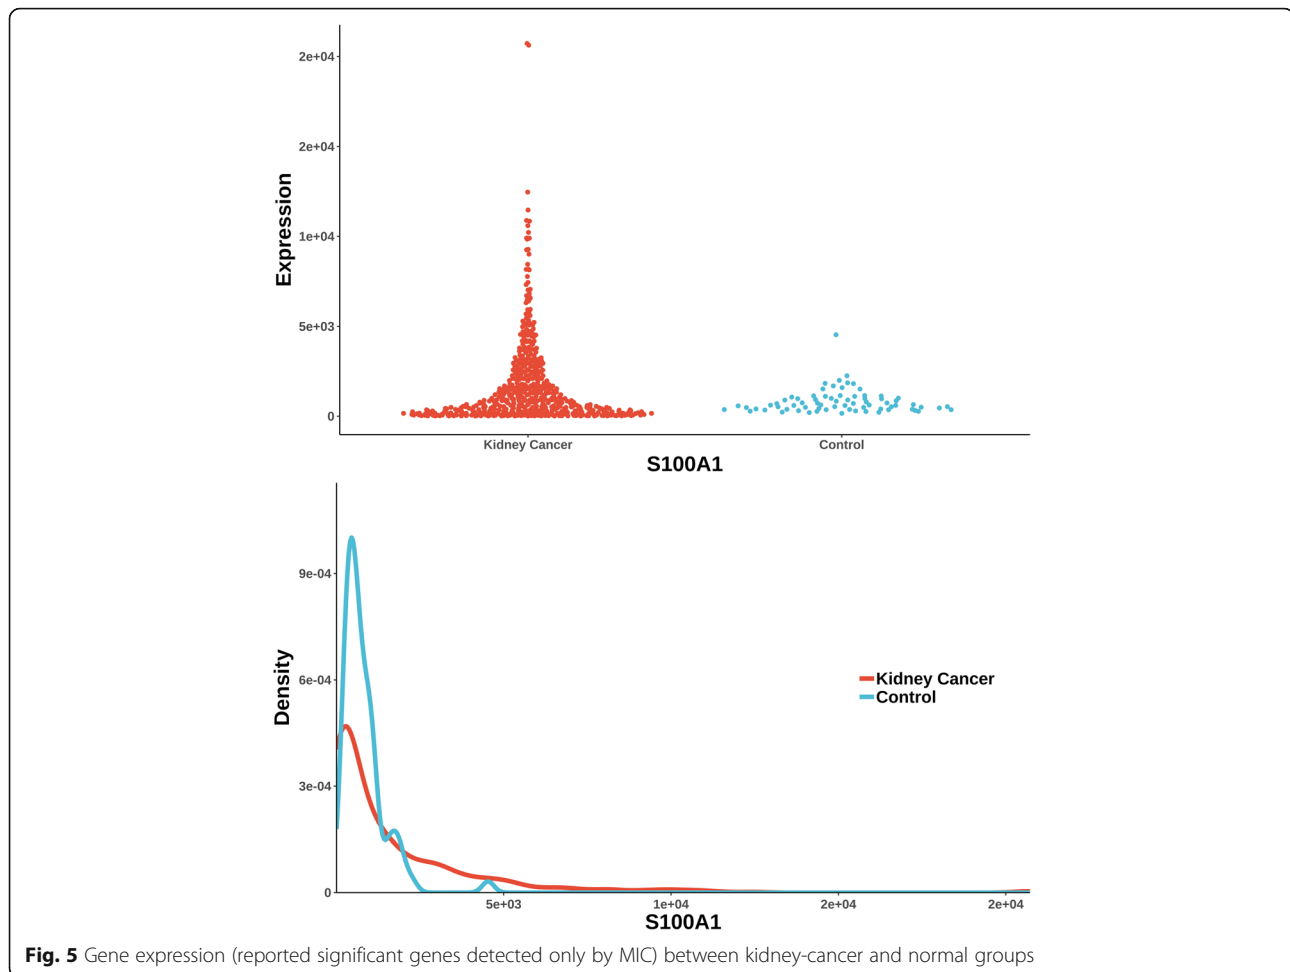 2e+04
2e+04
1e+04
5e+03
0
Expression
Kidney Cancer Control
S100A1
9e-04
6e-04
3e-04
0
Density
Kidney Cancer
Control
5e+03 1e+04 2e+04 2e+04
S100A1
Fig. 5 Gene expression (reported significant genes detected only by MIC) between kidney-cancer and normal groups